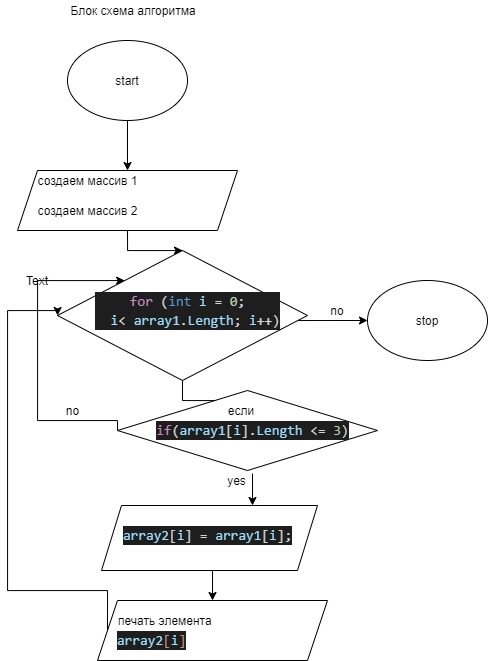 Блок схема алгоритма
start
создаем массив 1
создаем массив 2
Text
for (int i = 0;
i< array1.Length; i++)
no
stop
no
если
if(array1[i].Length <= 3)
yes
array2[i] = array1[i];
печать элемента
array2[i]